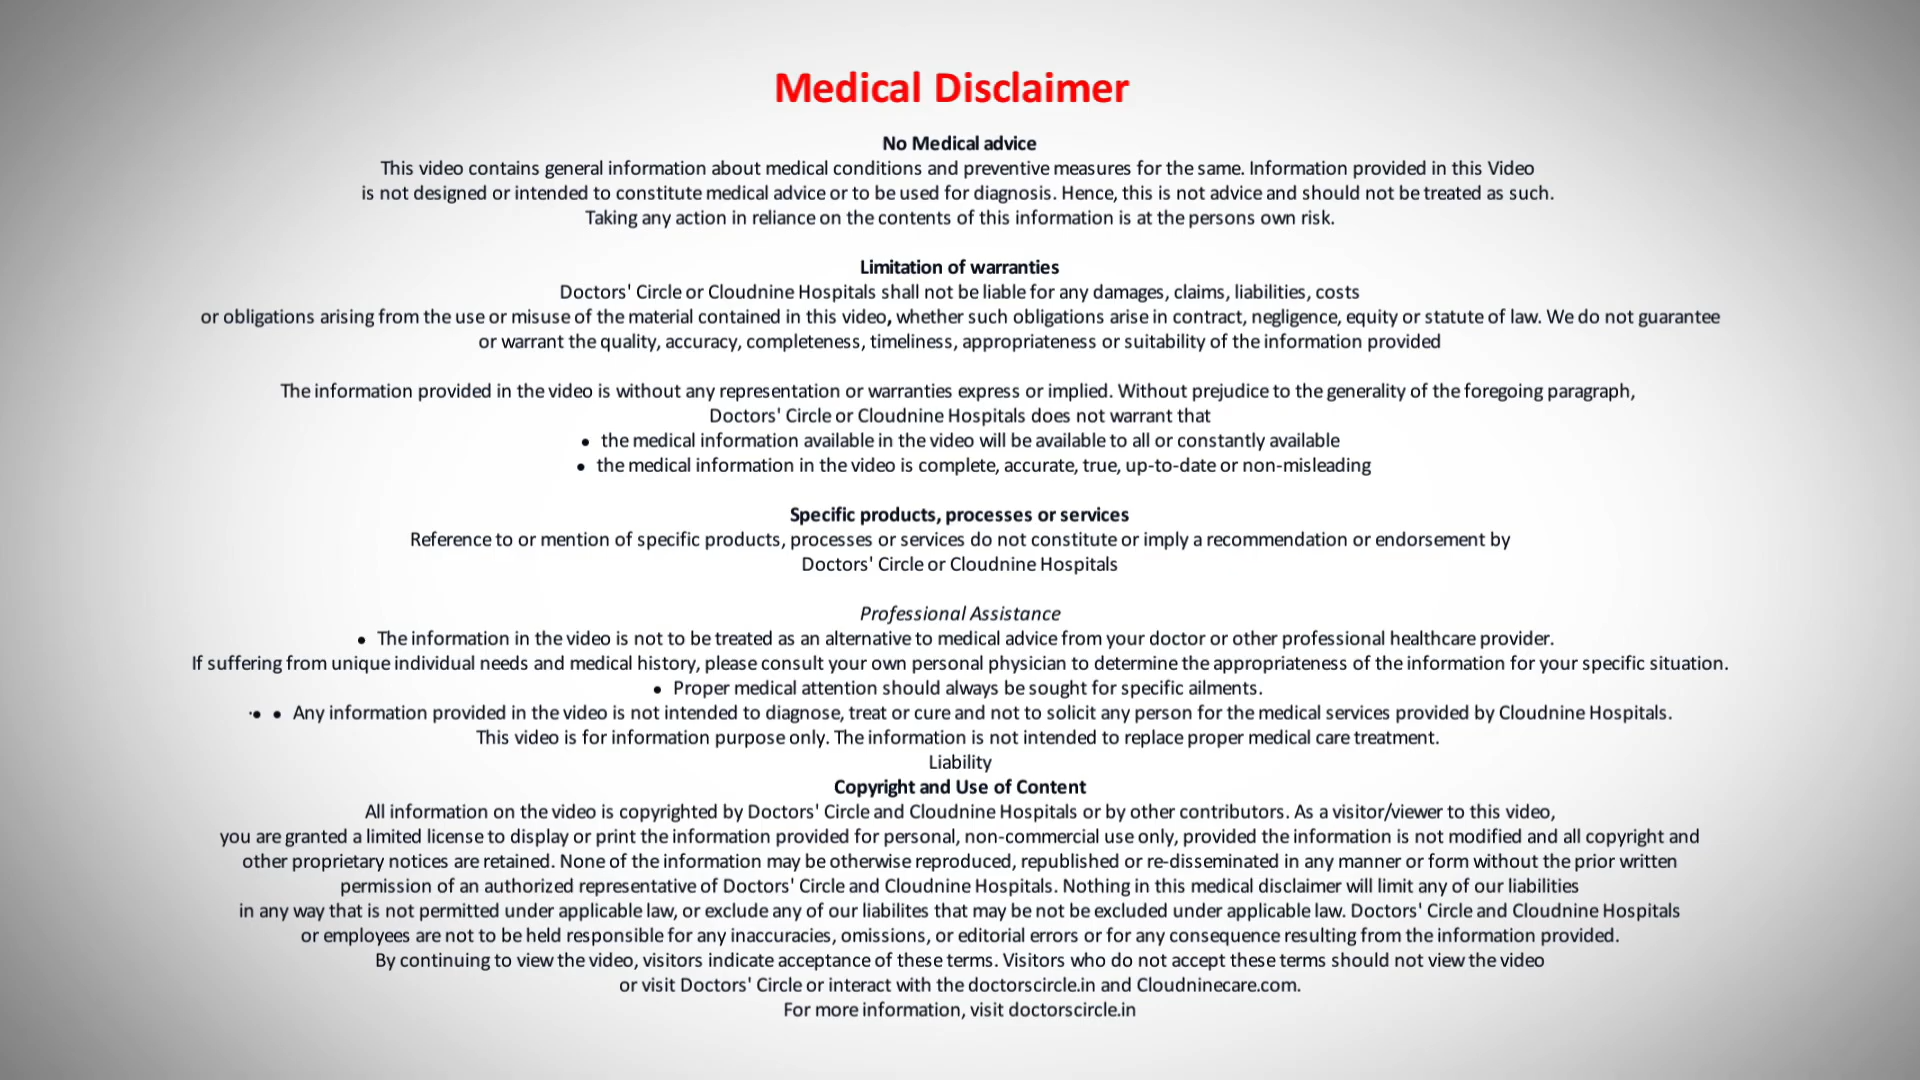 Medical Disclaimer
No Medical advice
This video contains general information about medical conditions and preventive measures for the same. Information provided in this Video
is not designed or intended to constitute medical advice or to be used for diagnosis. Hence, this is not advice and should not be treated as such.
Taking any action in reliance on the contents of this information is at the persons own risk.
Limitation of warranties
Doctors' Circle or Cloudnine Hospitals shall not be liable for any damages, claims, liabilities, costs
or obligations arising from the use or misuse of the material contained in this video, whether such obligations arise in contract, negligence, equity or statute of law. We do not guarantee
or warrant the quality, accuracy, completeness, timeliness, appropriateness or suitability of the information provided
The information provided in the video is without any representation or warranties express or implied. Without prejudice to the generality of the foregoing paragraph,
Doctors' Circle or Cloudnine Hospitals does not warrant that
• the medical information available in the video will be available to all or constantly available
• the medical information in the video is complete, accurate, true, up-to-date or non-misleading
Specific products, processes or services
Reference to or mention of specific products, processes or services do not constitute or imply a recommendation or endorsement by
Doctors' Circle or Cloudnine Hospitals
Professional Assistance
• The information in the video is not to be treated as an alternative to medical advice from your doctor or other professional healthcare provider.
If suffering from unique individual needs and medical history, please consult your own personal physician to determine the appropriateness of the information for your specific situation.
• Proper medical attention should always be sought for specific ailments.
·• • Any information provided in the video is not intended to diagnose, treat or cure and not to solicit any person for the medical services provided by Cloudnine Hospitals.
This video is for information purpose only. The information is not intended to replace proper medical care treatment.
Liability
Copyright and Use of Content
All information on the video is copyrighted by Doctors' Circle and Cloudnine Hospitals or by other contributors. As a visitor/viewer to this video,
you are granted a limited license to display or print the information provided for personal, non-commercial use only, provided the information is not modified and all copyright and
other proprietary notices are retained. None of the information may be otherwise reproduced, republished or re-disseminated in any manner or form without the prior written
permission of an authorized representative of Doctors' Circle and Cloudnine Hospitals. Nothing in this medical disclaimer will limit any of our liabilities
in any way that is not permitted under applicable law, or exclude any of our liabilites that may be not be excluded under applicable law. Doctors' Circle and Cloudnine Hospitals
or employees are not to be held responsible for any inaccuracies, omissions, or editorial errors or for any consequence resulting from the information provided.
By continuing to view the video, visitors indicate acceptance of these terms. Visitors who do not accept these terms should not view the video
or visit Doctors' Circle or interact with the doctorscircle.in and Cloudninecare.com.
For more information, visit doctorscircle.in